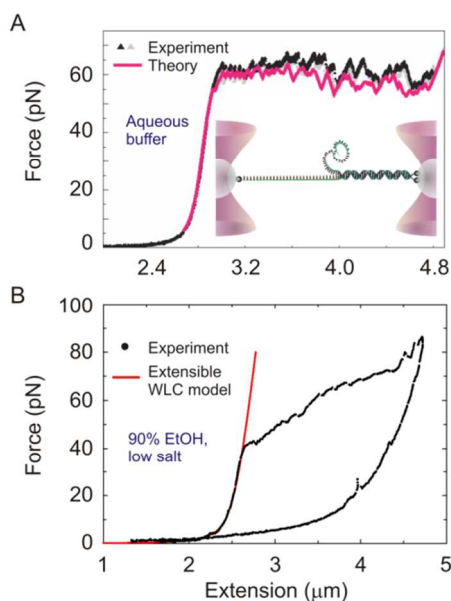 A
Force (pN)
60
40
20
0
Experiment
Theory
Aqueous
buffer
2.4
3.2
4.0
4.8
B
Force (pN)
100
80
60
40
20
0
Experiment
Extensible
WLC model
90% EtOH,
low salt
1
2
3
4
5
Extension (μm)